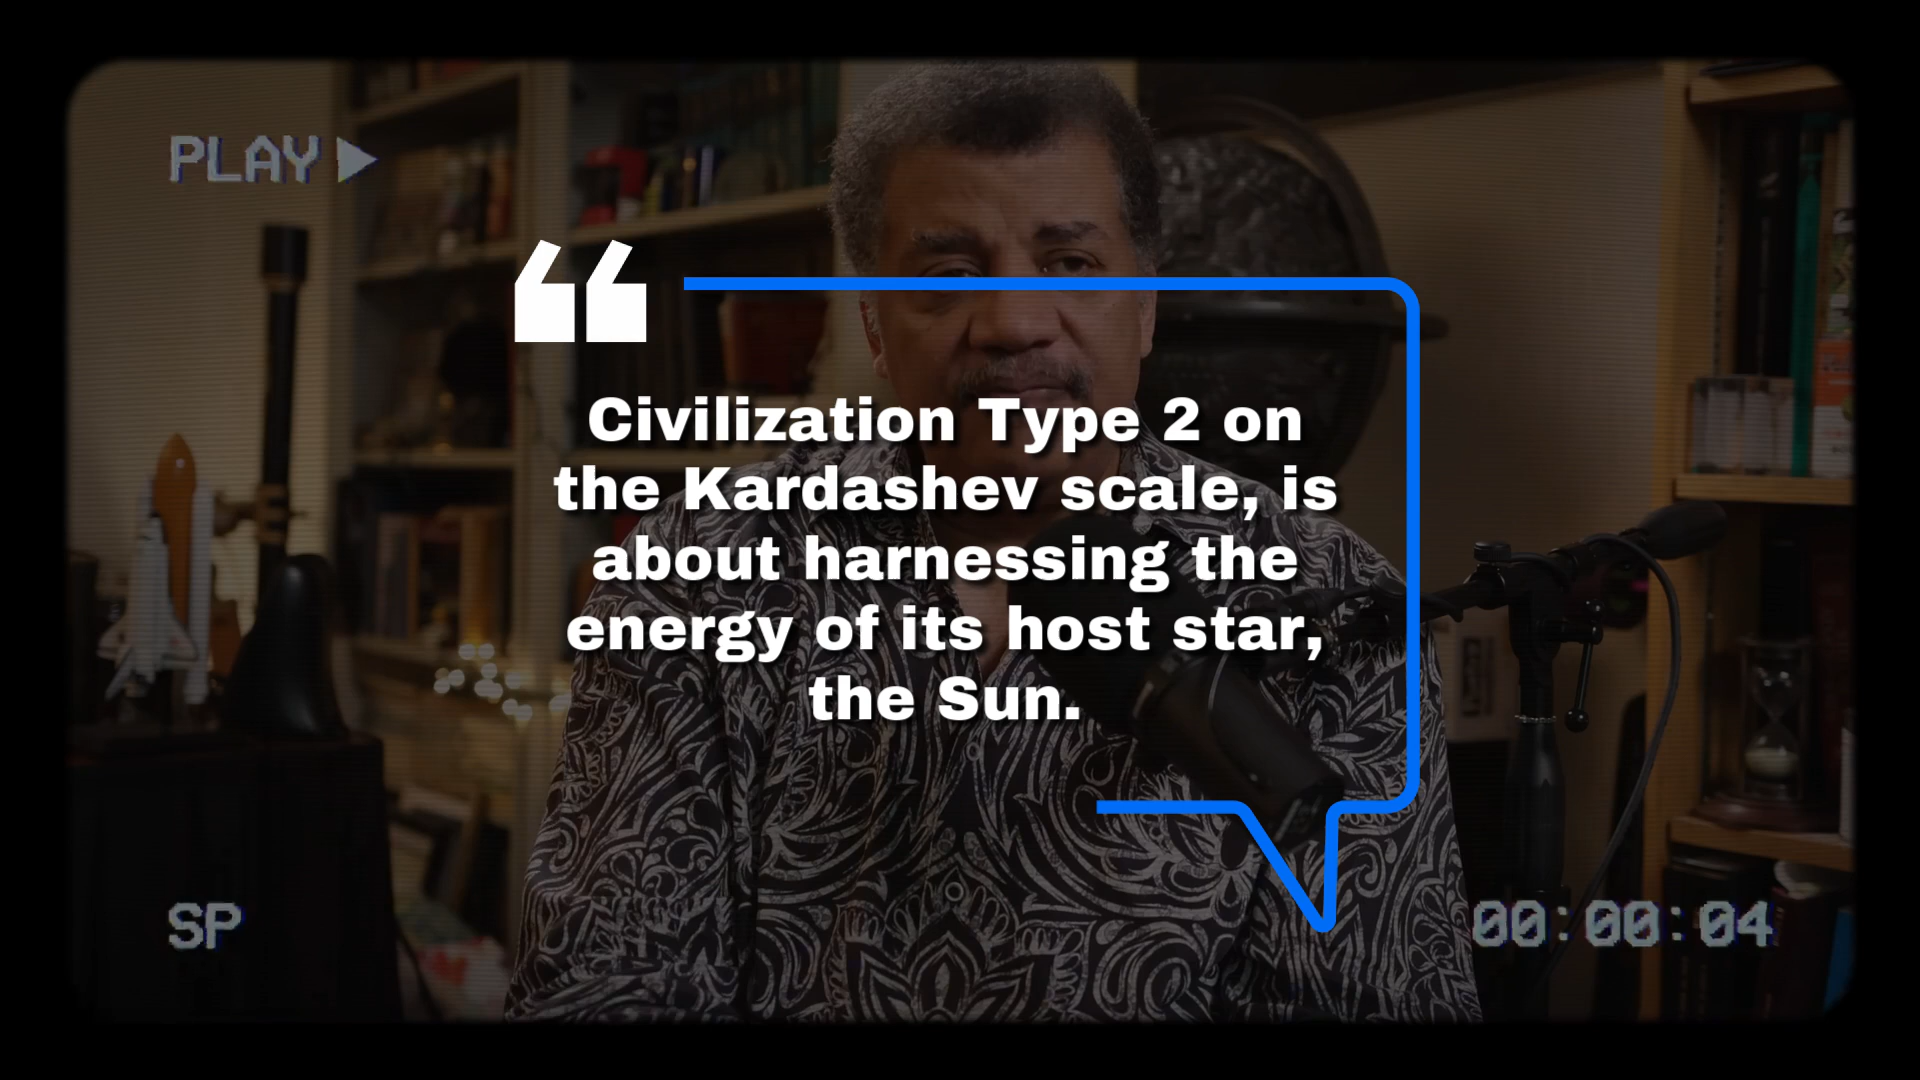 PLAY
Civilization Type 2 on
the Kardashev scale, is
about harnessing the
energy of its host star,
the Sun.
SP
00:00:04